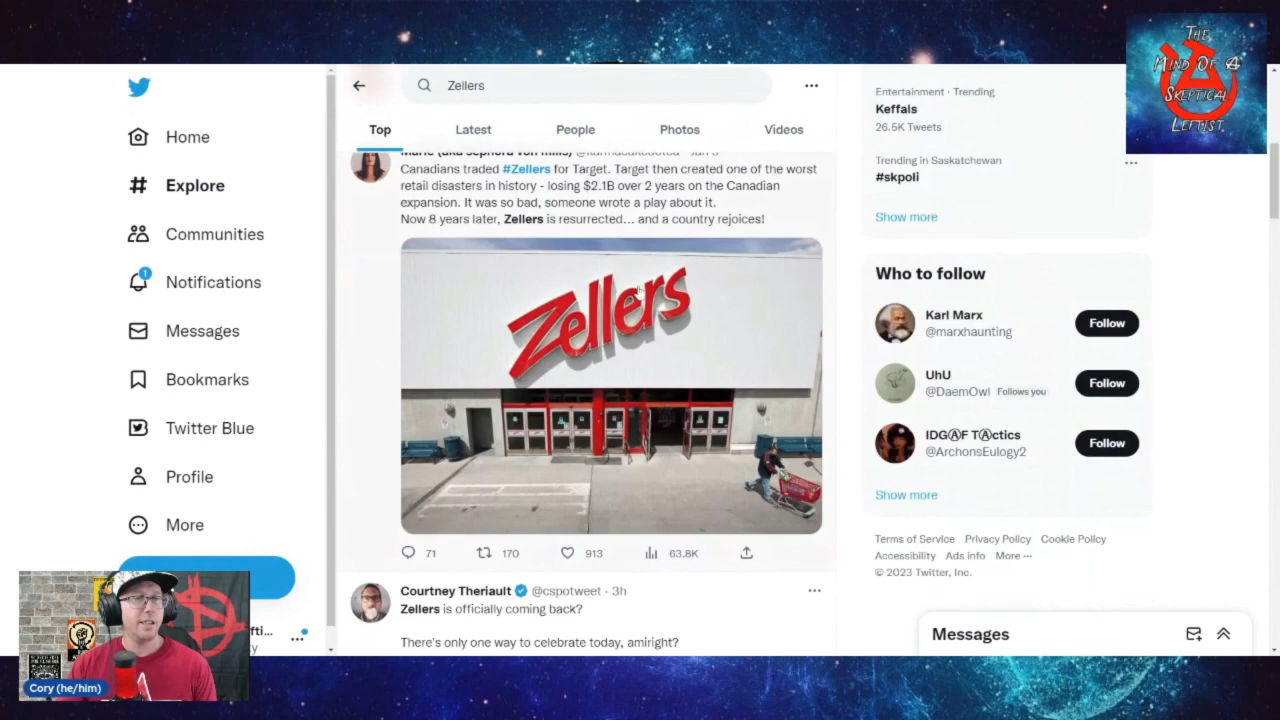 THE
MIND OF A
SKEPTICAL
LEFTIST
Zellers
Home
Explore
Communities
1
Notifications
Messages
Bookmarks
Twitter Blue
Profile
More
Top
Latest
People
Photos
Videos
Canadians traded #Zellers for Target. Target then created one of the worst
retail disasters in history - losing $2.1B over 2 years on the Canadian
expansion. It was so bad, someone wrote a play about it.
Now 8 years later, Zellers is resurrected... and a country rejoices!
Zellers
71
170
913
63.8K
Courtney Theriault @cspotweet · 3h
Zellers is officially coming back?
There's only one way to celebrate today, amiright?
Entertainment · Trending
Keffals
26.5K Tweets
Trending in Saskatchewan
#skpoli
Show more
Who to follow
Karl Marx
@marxhaunting
Follow
UhU
@DaemOwl Follows you
Follow
IDGⒶF TⒶctics
@ArchonsEulogy2
Follow
Show more
Terms of Service Privacy Policy Cookie Policy
Accessibility Ads info More ···
© 2023 Twitter, Inc.
Messages
Cory (he/him)